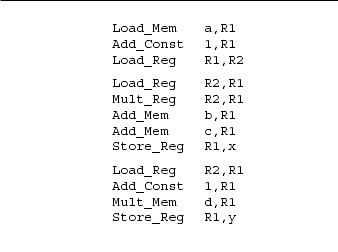 Load_Mem a,R1
Add_Const 1,R1
Load_Reg R1,R2
Load_Reg R2,R1
Mult_Reg R2,R1
Add_Mem b,R1
Add_Mem c,R1
Store_Reg R1,x
Load_Reg R2,R1
Add_Const 1,R1
Mult_Mem d,R1
Store_Reg R1,y